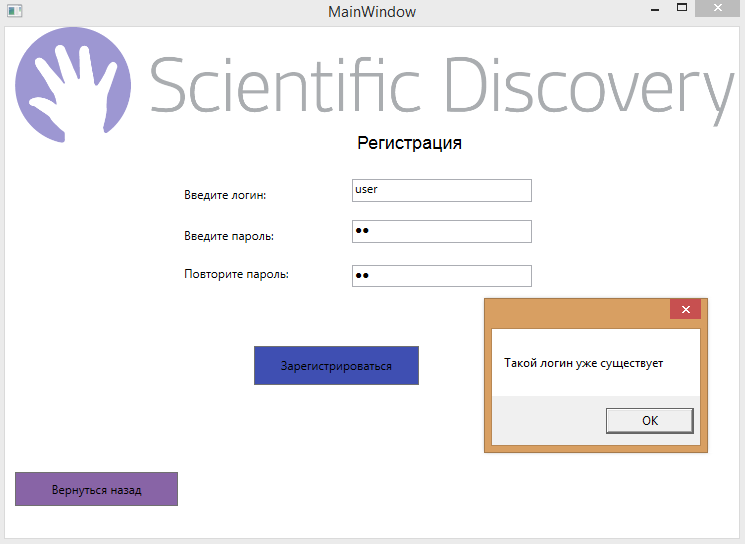 MainWindow
Scientific Discovery
Регистрация
Введите логин:
user
Введите пароль:
●●
Повторите пароль:
●●
Такой логин уже существует
OK
Зарегистрироваться
Вернуться назад